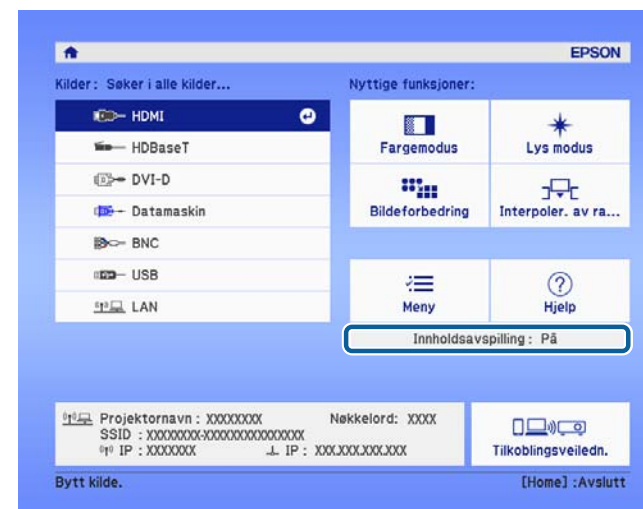 EPSON
Kilder: Søker i alle kilder...
HDMI
HDBaseT
DVI-D
Datamaskin
BNC
USB
LAN
Nyttige funksjoner:
Fargemodus
Lys modus
Bildeforbedring
Interpoler. av ra...
Meny
Hjelp
Innholdsavspilling: På
Projektornavn: XXXXXXXX Nøkkelord: XXXX
SSID : XXXXXXXX-XXXXXXXXXXXXXXXX
IP : XXXXXXX IP : XXX.XXX.XXX.XXX
Tilkoblingsveiledn.
Bytt kilde.
[Home] :Avslutt